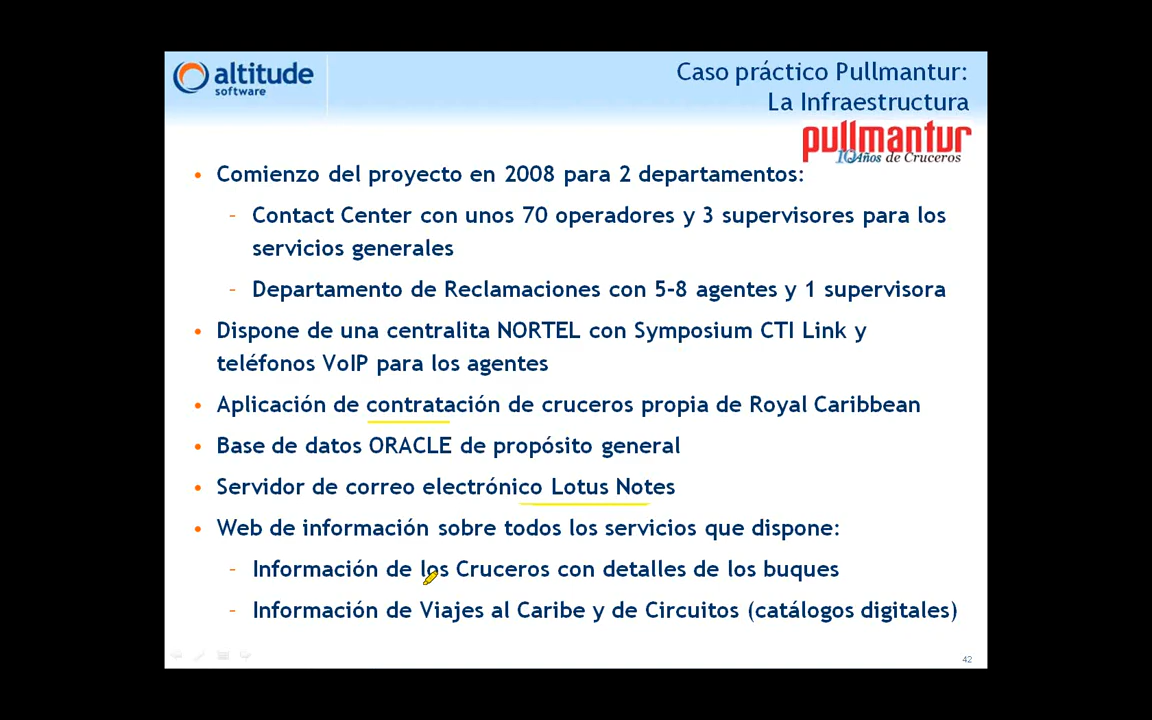 altitude
software
Caso práctico Pullmantur:
La Infraestructura
pullmantur
10 Años de Cruceros
• Comienzo del proyecto en 2008 para 2 departamentos:
- Contact Center con unos 70 operadores y 3 supervisores para los
servicios generales
- Departamento de Reclamaciones con 5-8 agentes y 1 supervisora
• Dispone de una centralita NORTEL con Symposium CTI Link y
teléfonos VoIP para los agentes
• Aplicación de contratación de cruceros propia de Royal Caribbean
• Base de datos ORACLE de propósito general
• Servidor de correo electrónico Lotus Notes
• Web de información sobre todos los servicios que dispone:
- Información de los Cruceros con detalles de los buques
- Información de Viajes al Caribe y de Circuitos (catálogos digitales)
42